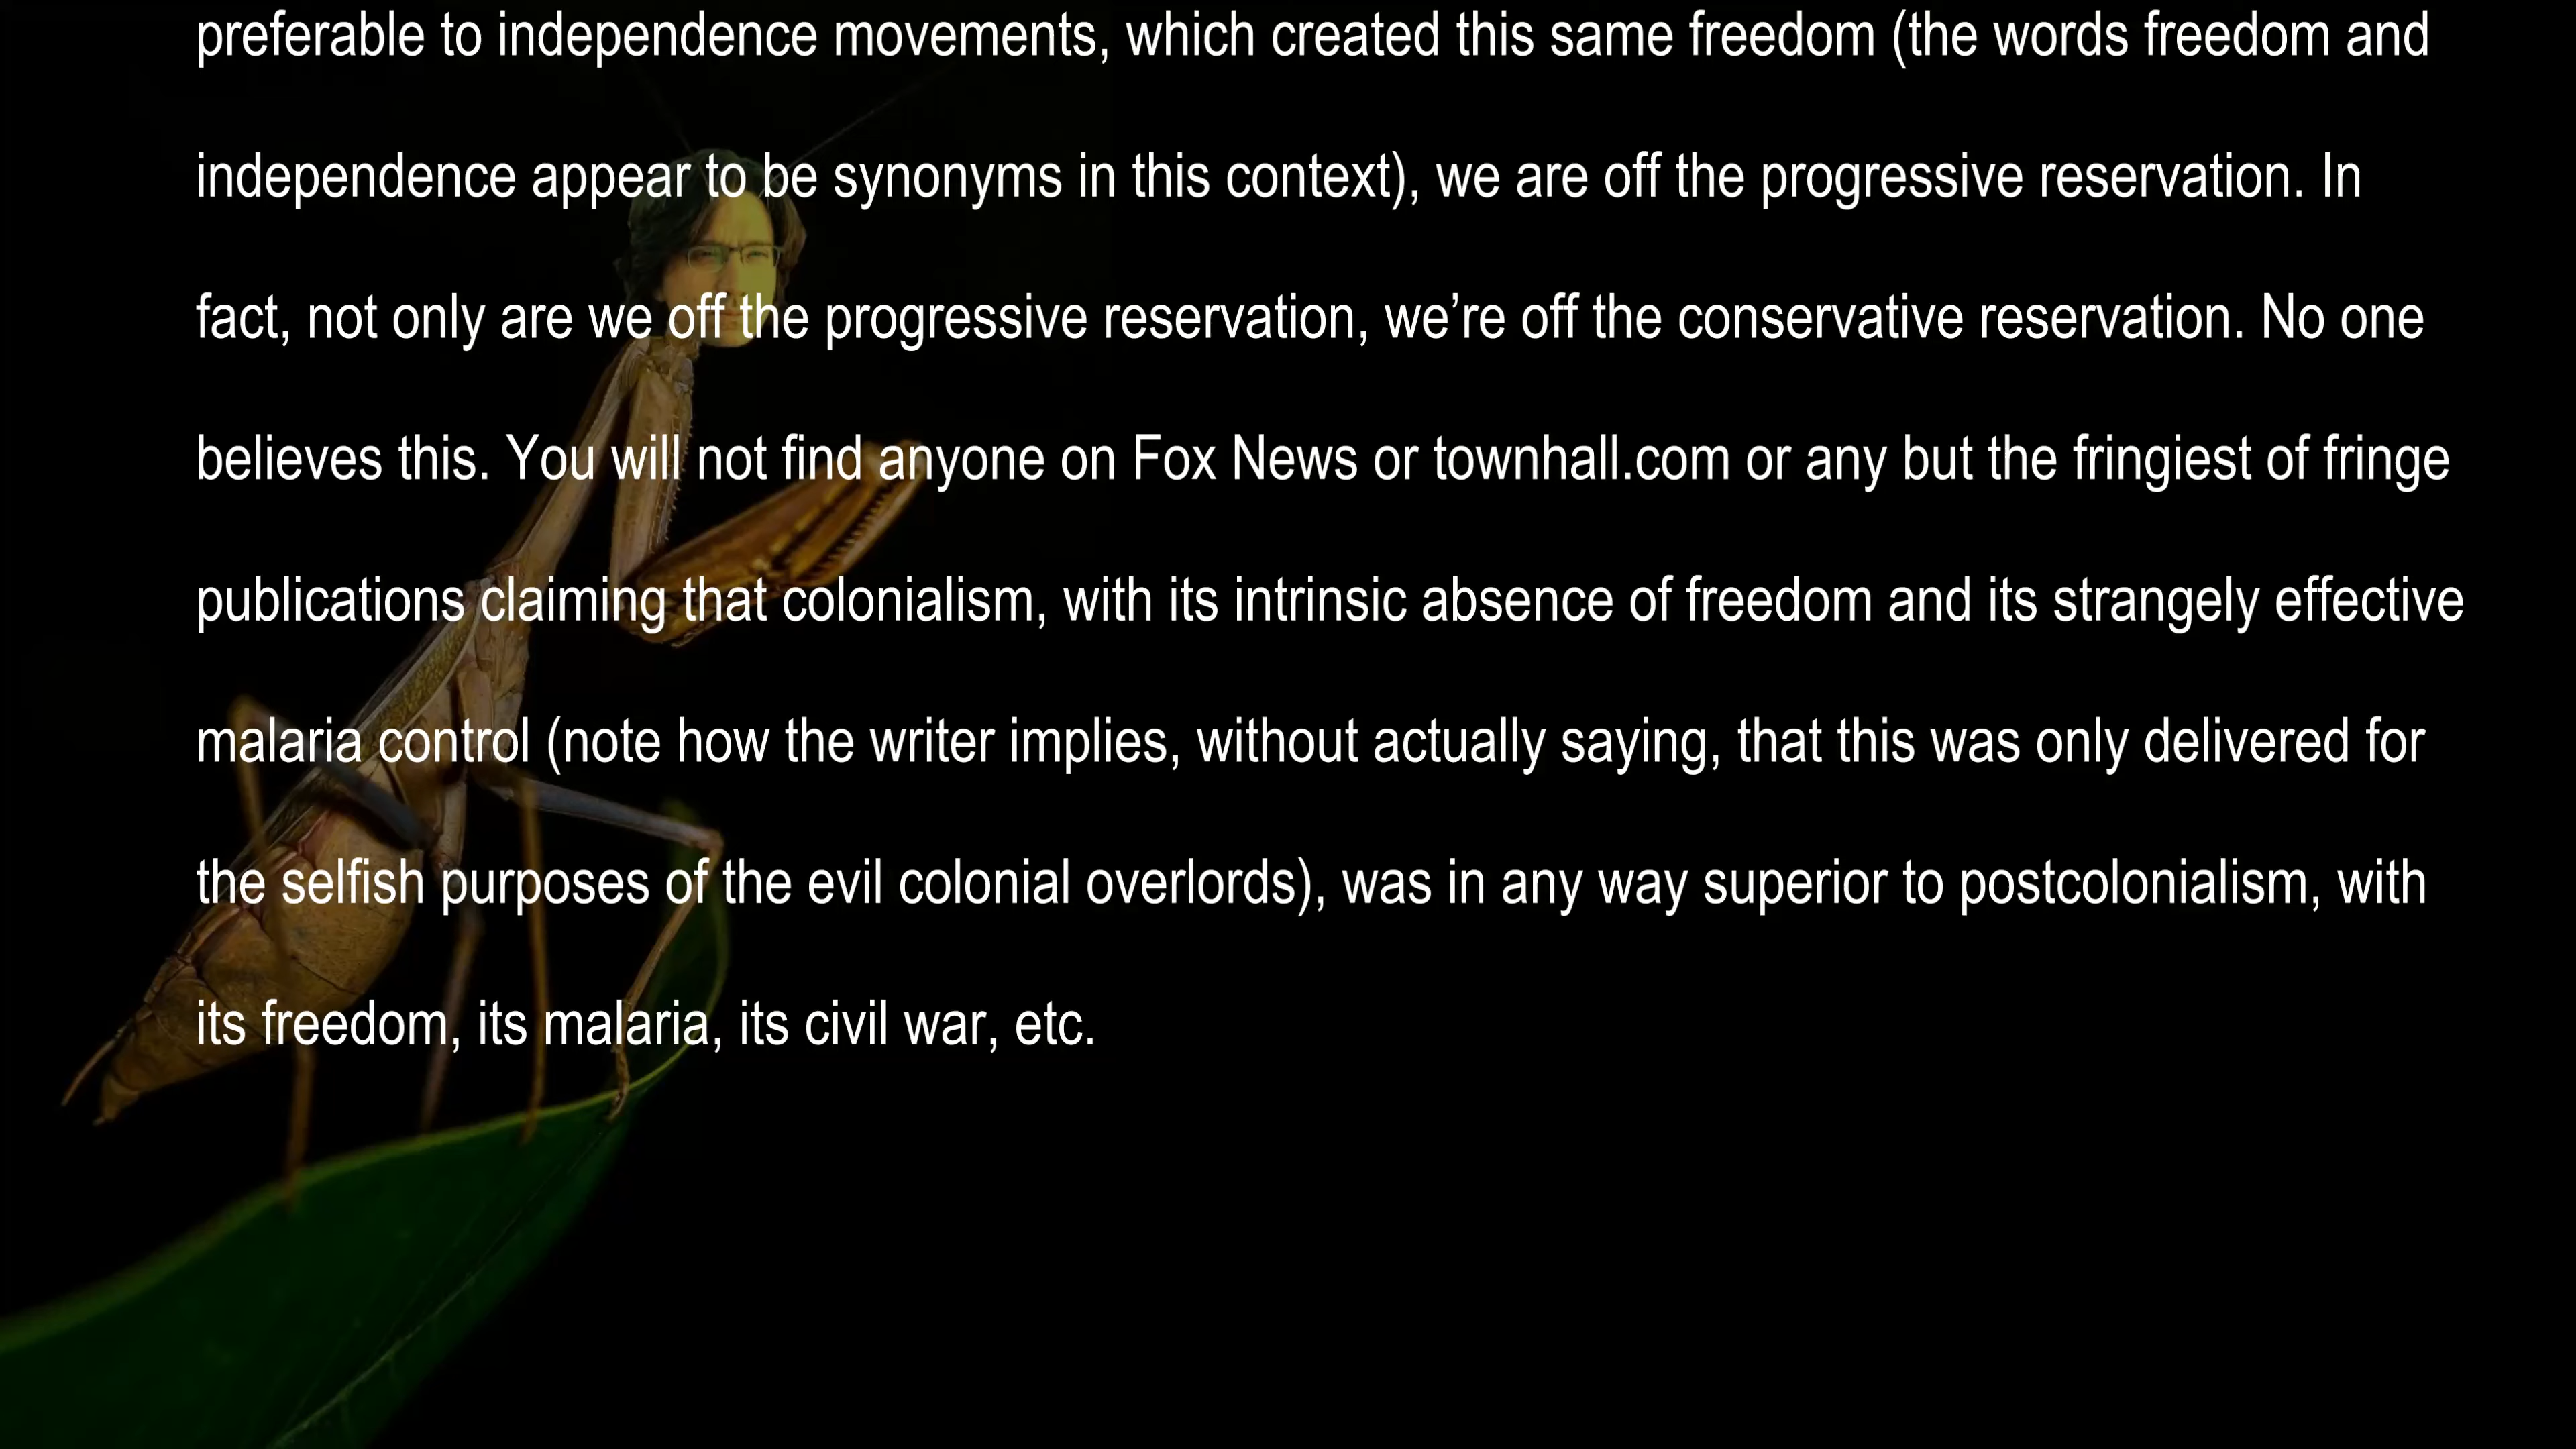 preferable to independence movements, which created this same freedom (the words freedom and
independence appear to be synonyms in this context), we are off the progressive reservation. In
fact, not only are we off the progressive reservation, we’re off the conservative reservation. No one
believes this. You will not find anyone on Fox News or townhall.com or any but the fringiest of fringe
publications claiming that colonialism, with its intrinsic absence of freedom and its strangely effective
malaria control (note how the writer implies, without actually saying, that this was only delivered for
the selfish purposes of the evil colonial overlords), was in any way superior to postcolonialism, with
its freedom, its malaria, its civil war, etc.